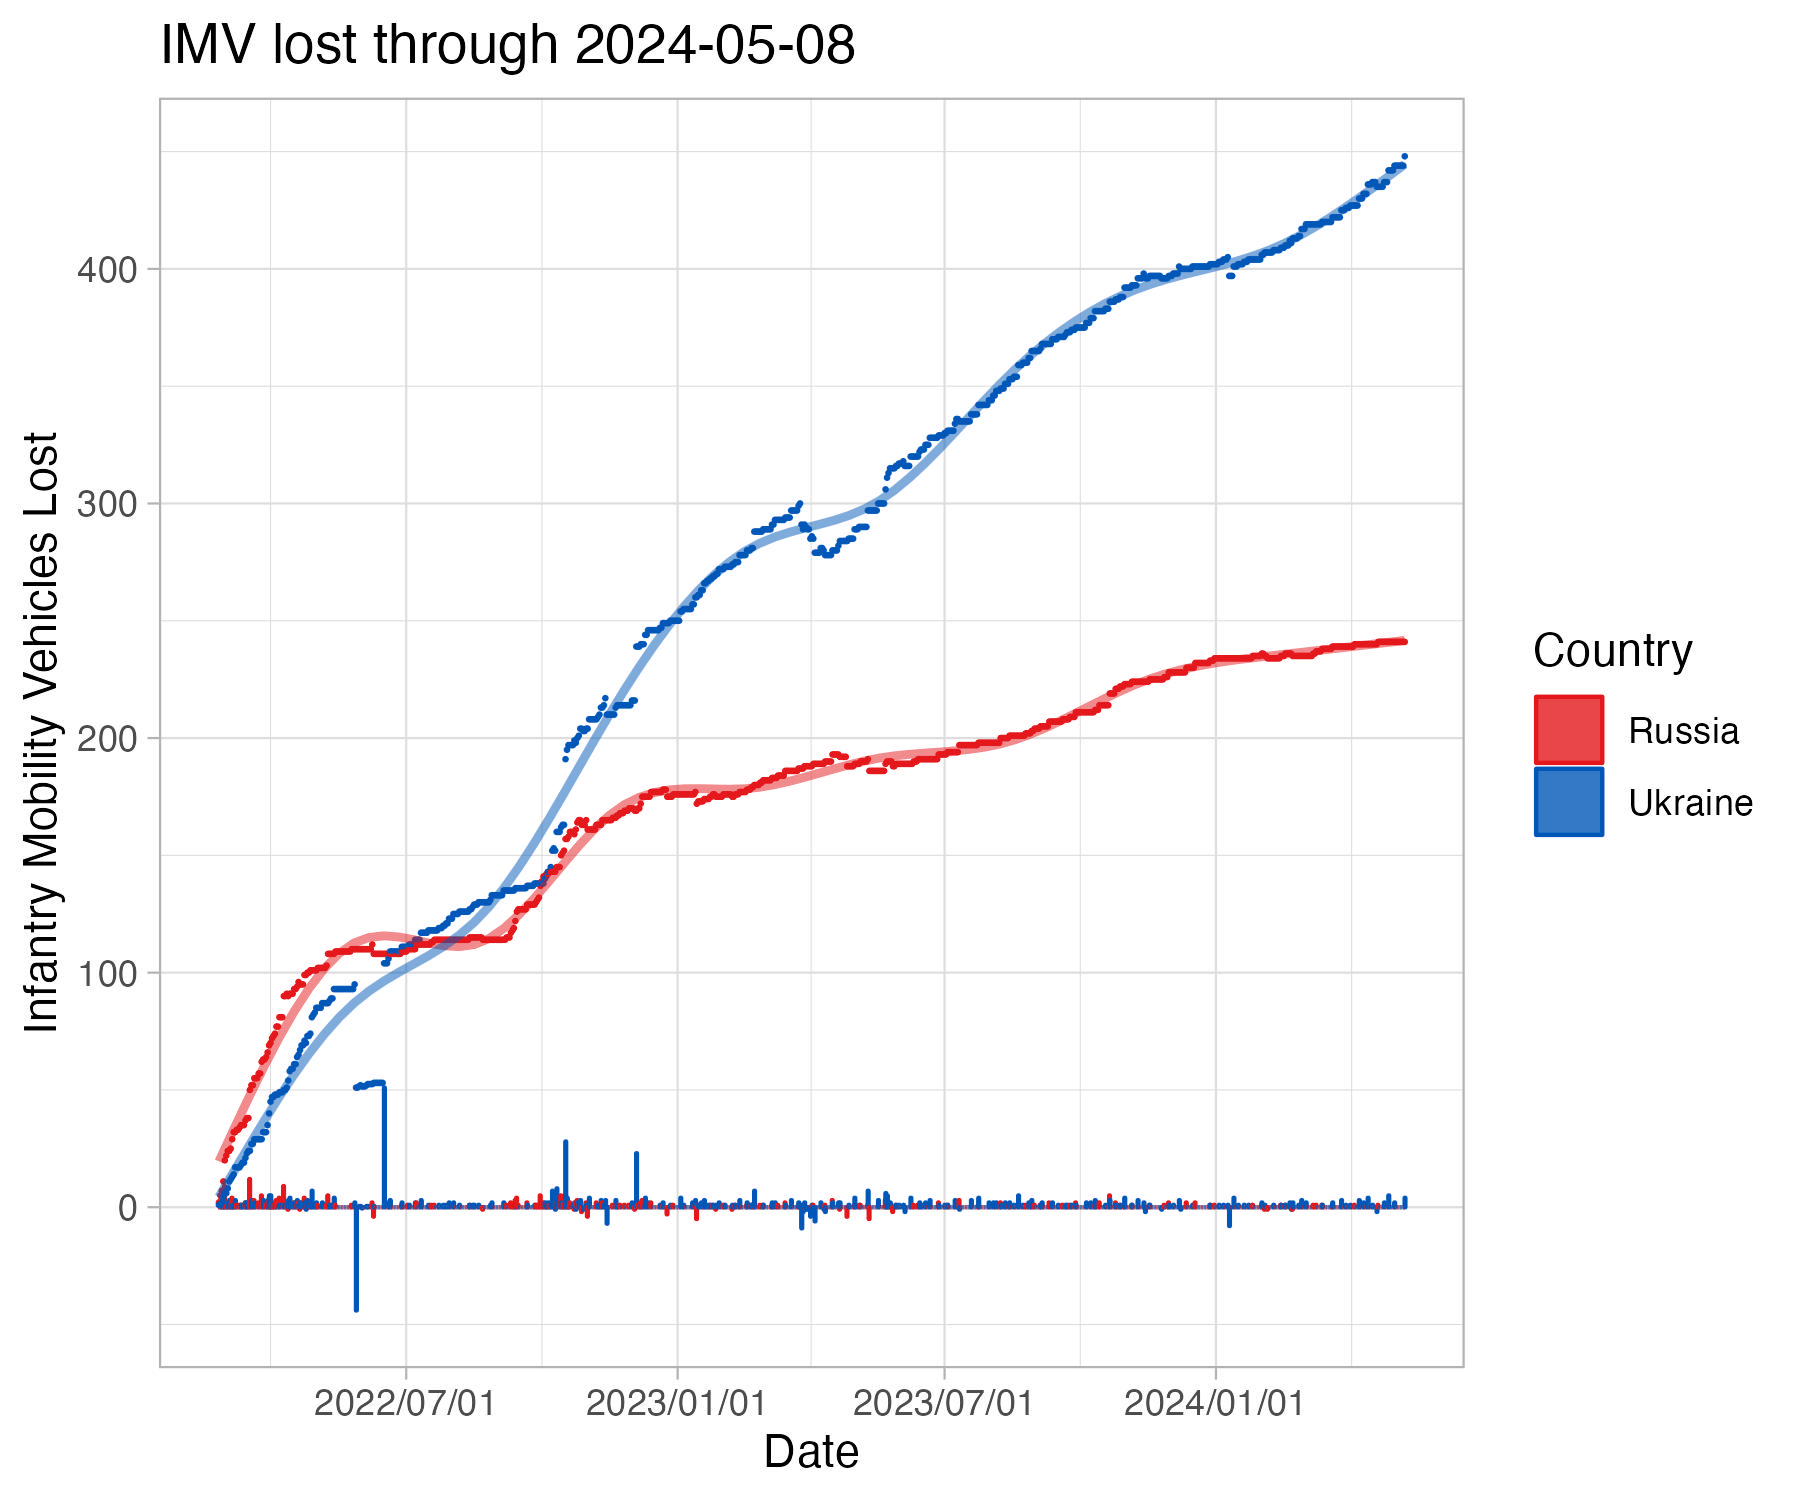 IMV lost through 2024-05-08
Infantry Mobility Vehicles Lost
400
300
200
100
0
2022/07/01
2023/01/01
2023/07/01
2024/01/01
Date
Country
Russia
Ukraine